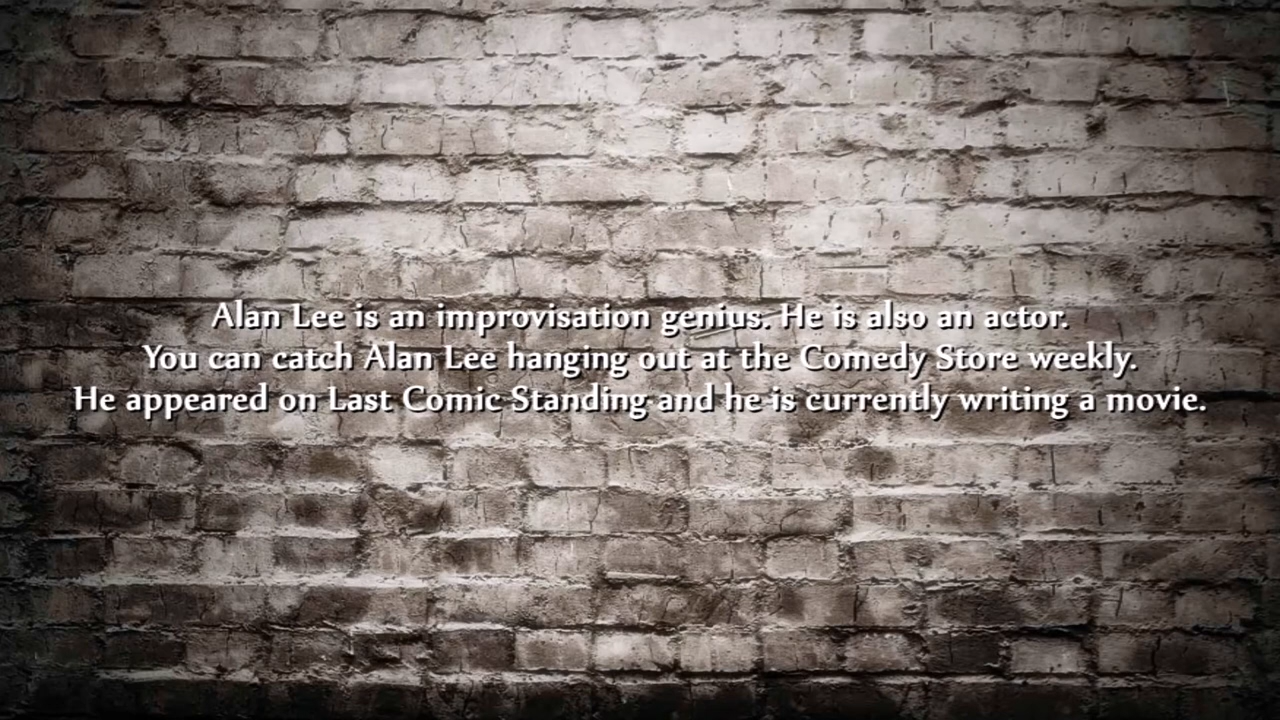 Alan Lee is an improvisation genius. He is also an actor.
You can catch Alan Lee hanging out at the Comedy Store weekly.
He appeared on Last Comic Standing and he is currently writing a movie.